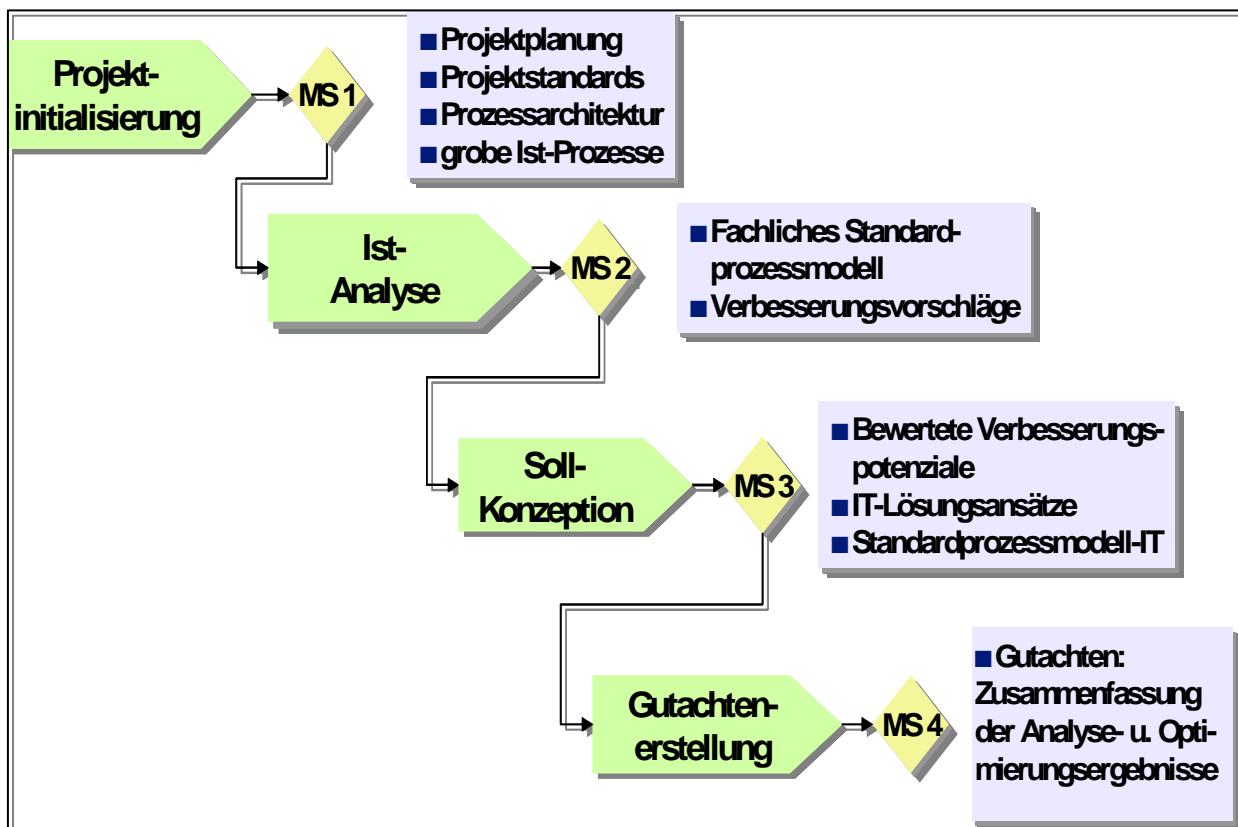 Projekt-
initialisierung
MS 1
■ Projektplanung
■ Projektstandards
■ Prozessarchitektur
■ grobe Ist-Prozesse
Ist-
Analyse
MS 2
■ Fachliches Standard-
prozessmodell
■ Verbesserungsvorschläge
Soll-
Konzeption
MS 3
■ Bewertete Verbesserungs-
potenziale
■ IT-Lösungsansätze
■ Standardprozessmodell-IT
Gutachten-
erstellung
MS 4
■ Gutachten:
Zusammenfassung
der Analyse- u. Opti-
mierungsergebnisse